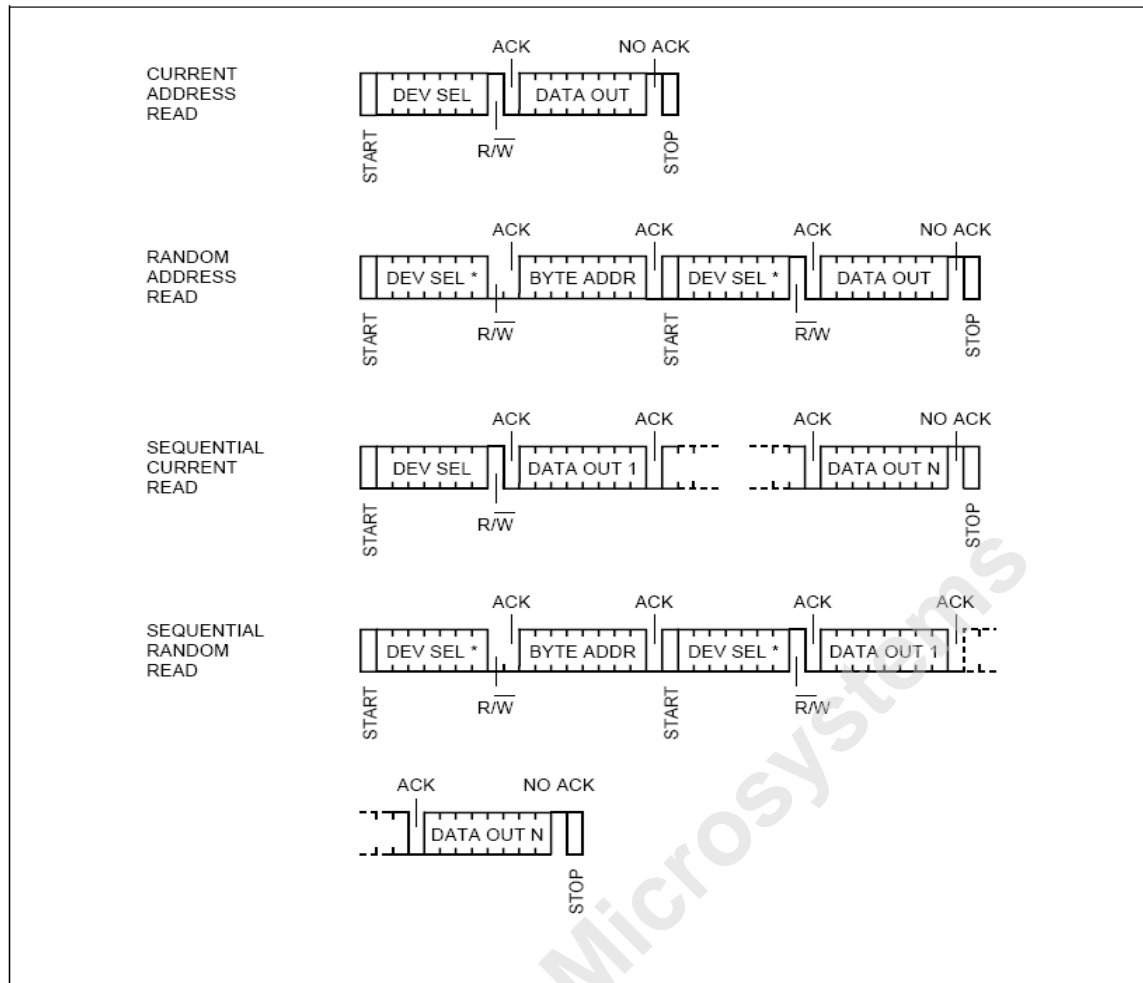 ACK NO ACK
CURRENT
ADDRESS
READ
DEV SEL DATA OUT
START R/W̅ STOP
ACK ACK ACK NO ACK
RANDOM
ADDRESS
READ
DEV SEL * BYTE ADDR DEV SEL * DATA OUT
START R/W̅ START R̅/W STOP
ACK ACK ACK NO ACK
SEQUENTIAL
CURRENT
READ
DEV SEL DATA OUT 1 DATA OUT N
START R/W̅ STOP
ACK ACK ACK ACK
SEQUENTIAL
RANDOM
READ
DEV SEL * BYTE ADDR DEV SEL * DATA OUT 1
START R/W̅ START R̅/W
ACK NO ACK
DATA OUT N
STOP
Microsystems